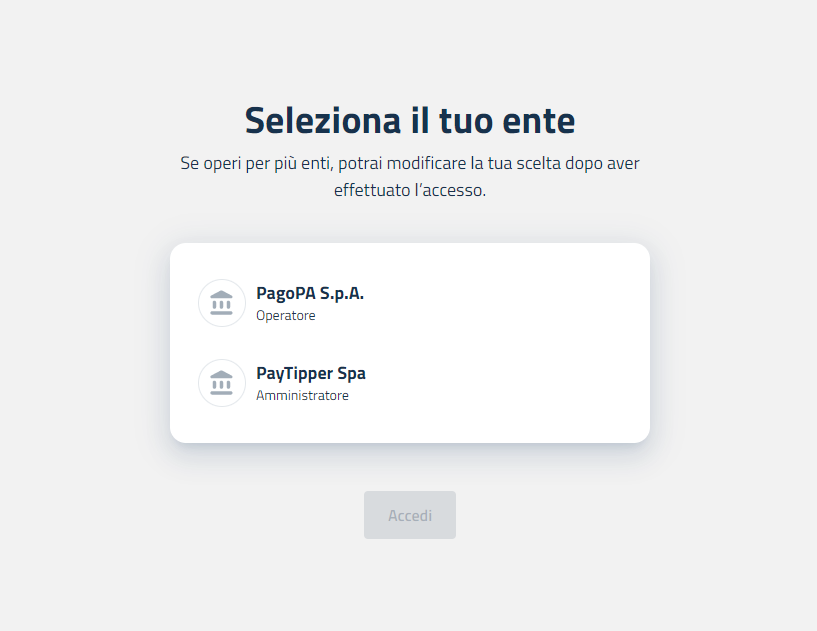 Seleziona il tuo ente
Se operi per più enti, potrai modificare la tua scelta dopo aver
effettuato l’accesso.
PagoPA S.p.A.
Operatore
PayTipper Spa
Amministratore
Accedi